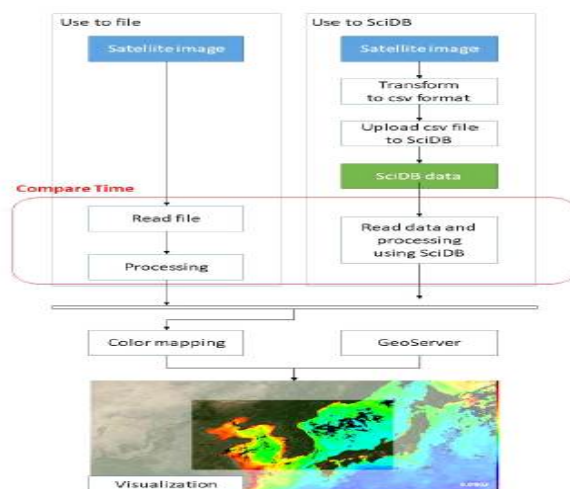 Use to file
Use to SciDB
Satellite image
Satellite image
Transform
to csv format
Upload csv file
to SciDB
SciDB data
Compare Time
Read file
Processing
Read data and
processing
using SciDB
Color mapping
GeoServer
Visualization